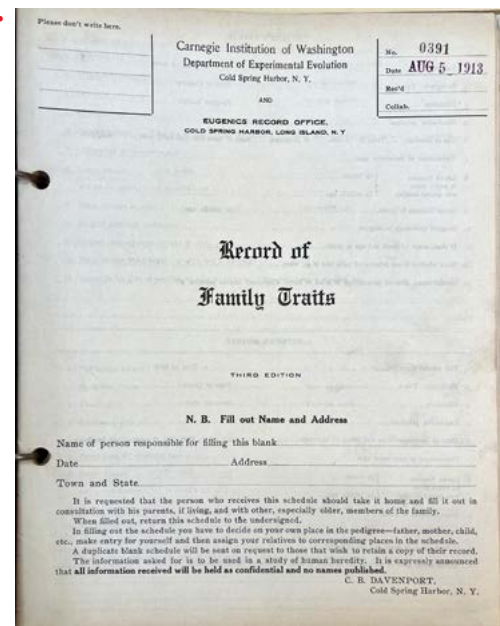 Please don't write here.
Carnegie Institution of Washington
Department of Experimental Evolution
Cold Spring Harbor, N. Y.
AND
EUGENICS RECORD OFFICE,
COLD SPRING HARBOR, LONG ISLAND, N. Y
No. 0391
Date AUG 5 1913
Rec'd
Collab.
Record of
Family Traits
THIRD EDITION
N. B. Fill out Name and Address
Name of person responsible for filling this blank
Date Address
Town and State
It is requested that the person who receives this schedule should take it home and fill it out in
consultation with his parents, if living, and with other, especially older, members of the family.
When filled out, return this schedule to the undersigned.
In filling out the schedule you have to decide on your own place in the pedigree—father, mother, child,
etc., make entry for yourself and then assign your relatives to corresponding places in the schedule.
A duplicate blank schedule will be sent on request to those that wish to retain a copy of their record.
The information asked for is to be used in a study of human heredity. It is expressly announced
that all information received will be held as confidential and no names published.
C. B. DAVENPORT,
Cold Spring Harbor, N. Y.